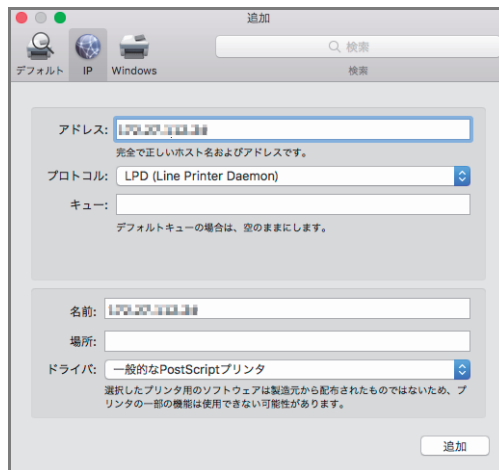 追加
検索
デフォルト IP Windows 検索
アドレス:
完全で正しいホスト名およびアドレスです。
プロトコル: LPD (Line Printer Daemon)
キュー:
デフォルトキューの場合は、空のままにします。
名前:
場所:
ドライバ: 一般的なPostScriptプリンタ
選択したプリンタ用のソフトウェアは製造元から配布されたものではないため、プ
リンタの一部の機能は使用できない可能性があります。
追加